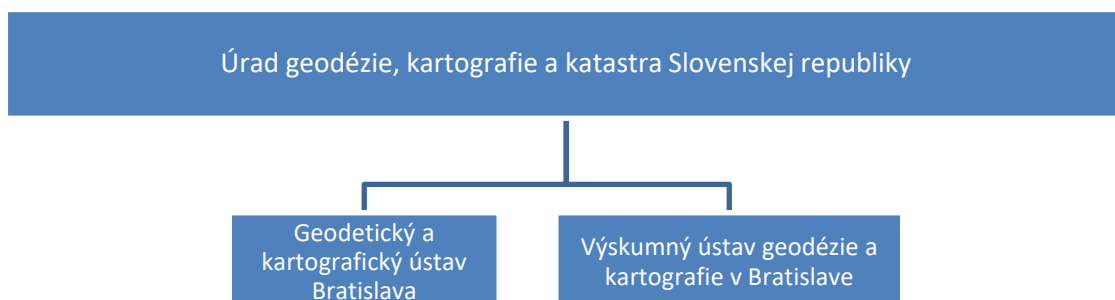 Úrad geodézie, kartografie a katastra Slovenskej republiky
Geodetický a
kartografický ústav
Bratislava
Výskumný ústav geodézie a
kartografie v Bratislave